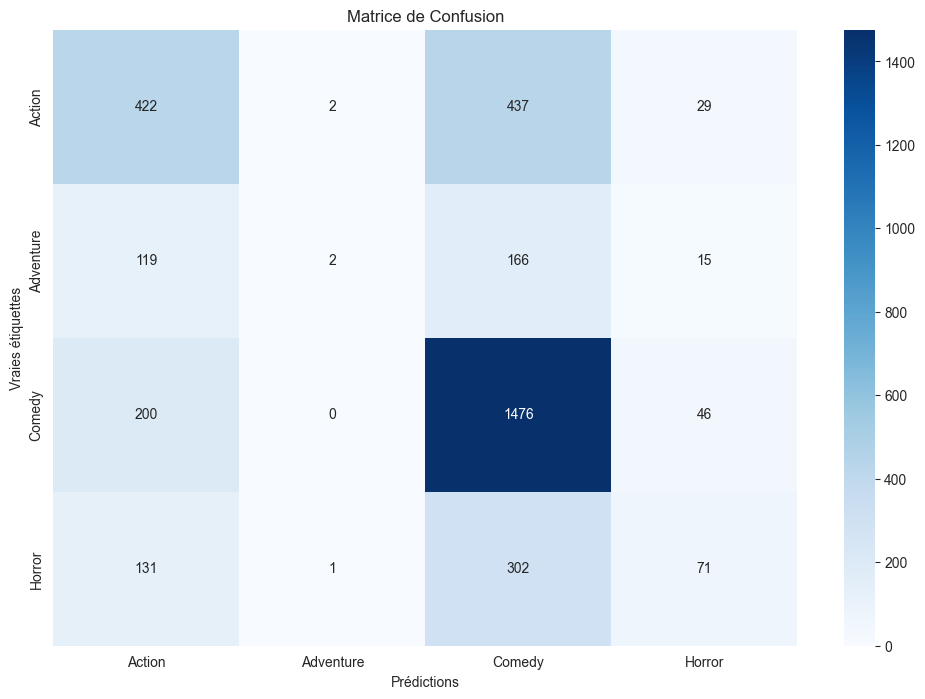 Matrice de Confusion
Vraies étiquettes
Action
422 2 437 29
Adventure
119 2 166 15
Comedy
200 0 1476 46
Horror
131 1 302 71
Action Adventure Comedy Horror
Prédictions
1400
1200
1000
800
600
400
200
0